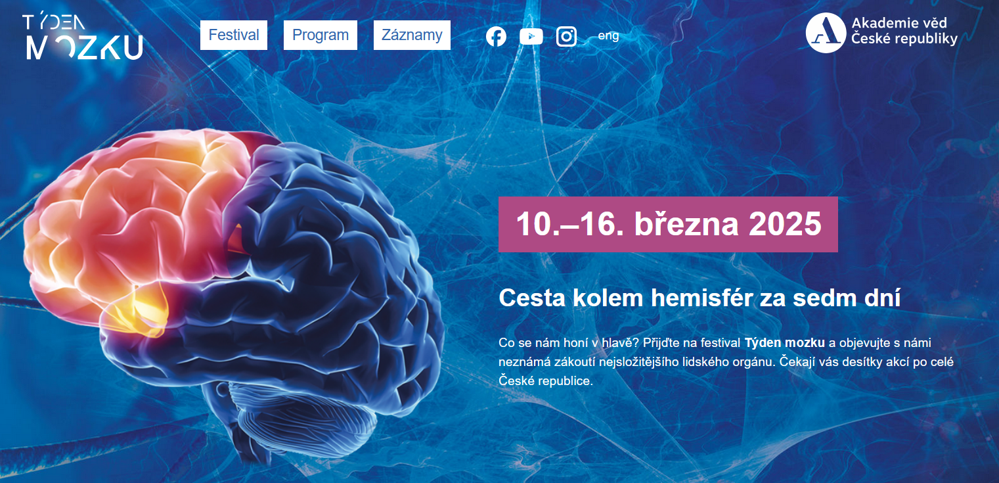 TÝDEN
MOZKU
Festival
Program
Záznamy
eng
Akademie věd
České republiky
10.–16. března 2025
Cesta kolem hemisfér za sedm dní
Co se nám honí v hlavě? Přijďte na festival Týden mozku a objevujte s námi
neznámá zákoutí nejsložitějšího lidského orgánu. Čekají vás desítky akcí po celé
České republice.